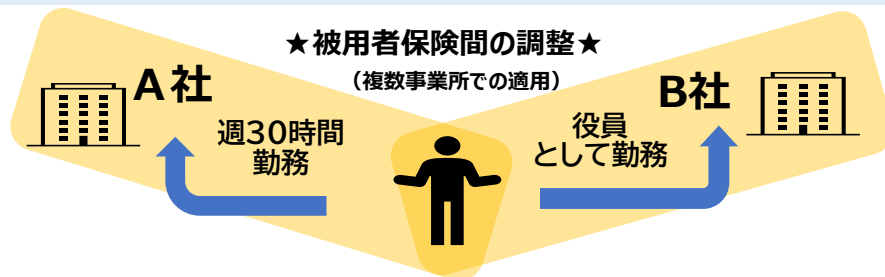 ★被用者保険間の調整★
（複数事業所での適用）
A社
B社
週30時間
勤務
役員
として勤務